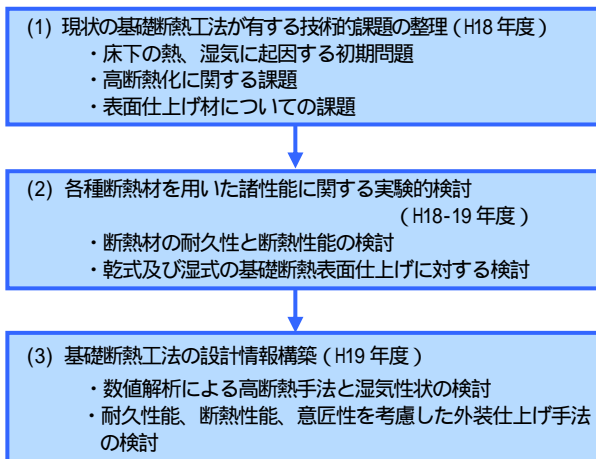 (1) 現状の基礎断熱工法が有する技術的課題の整理(H18年度)
・床下の熱、湿気に起因する初期問題
・高断熱化に関する課題
・表面仕上げ材についての課題
(2) 各種断熱材を用いた諸性能に関する実験的検討
(H18-19年度)
・断熱材の耐久性と断熱性能の検討
・乾式及び湿式の基礎断熱表面仕上げに対する検討
(3) 基礎断熱工法の設計情報構築(H19年度)
・数値解析による高断熱手法と湿気性状の検討
・耐久性能、断熱性能、意匠性を考慮した外装仕上げ手法
の検討